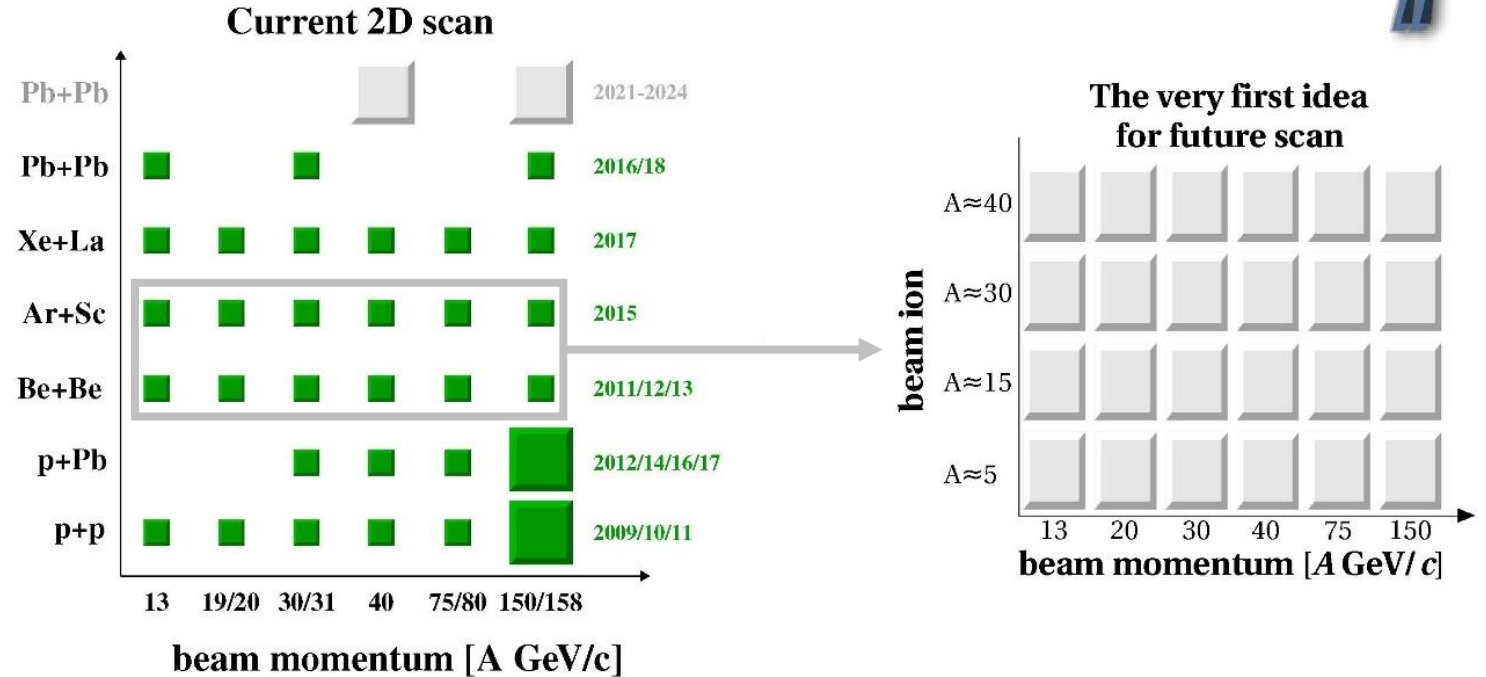 Current 2D scan
Pb+Pb 2021-2024
Pb+Pb 2016/18
Xe+La 2017
Ar+Sc 2015
Be+Be 2011/12/13
p+Pb 2012/14/16/17
p+p 2009/10/11
13 19/20 30/31 40 75/80 150/158
beam momentum [A GeV/c]
The very first idea
for future scan
beam ion
A≈40
A≈30
A≈15
A≈5
13 20 30 40 75 150
beam momentum [A GeV/c]